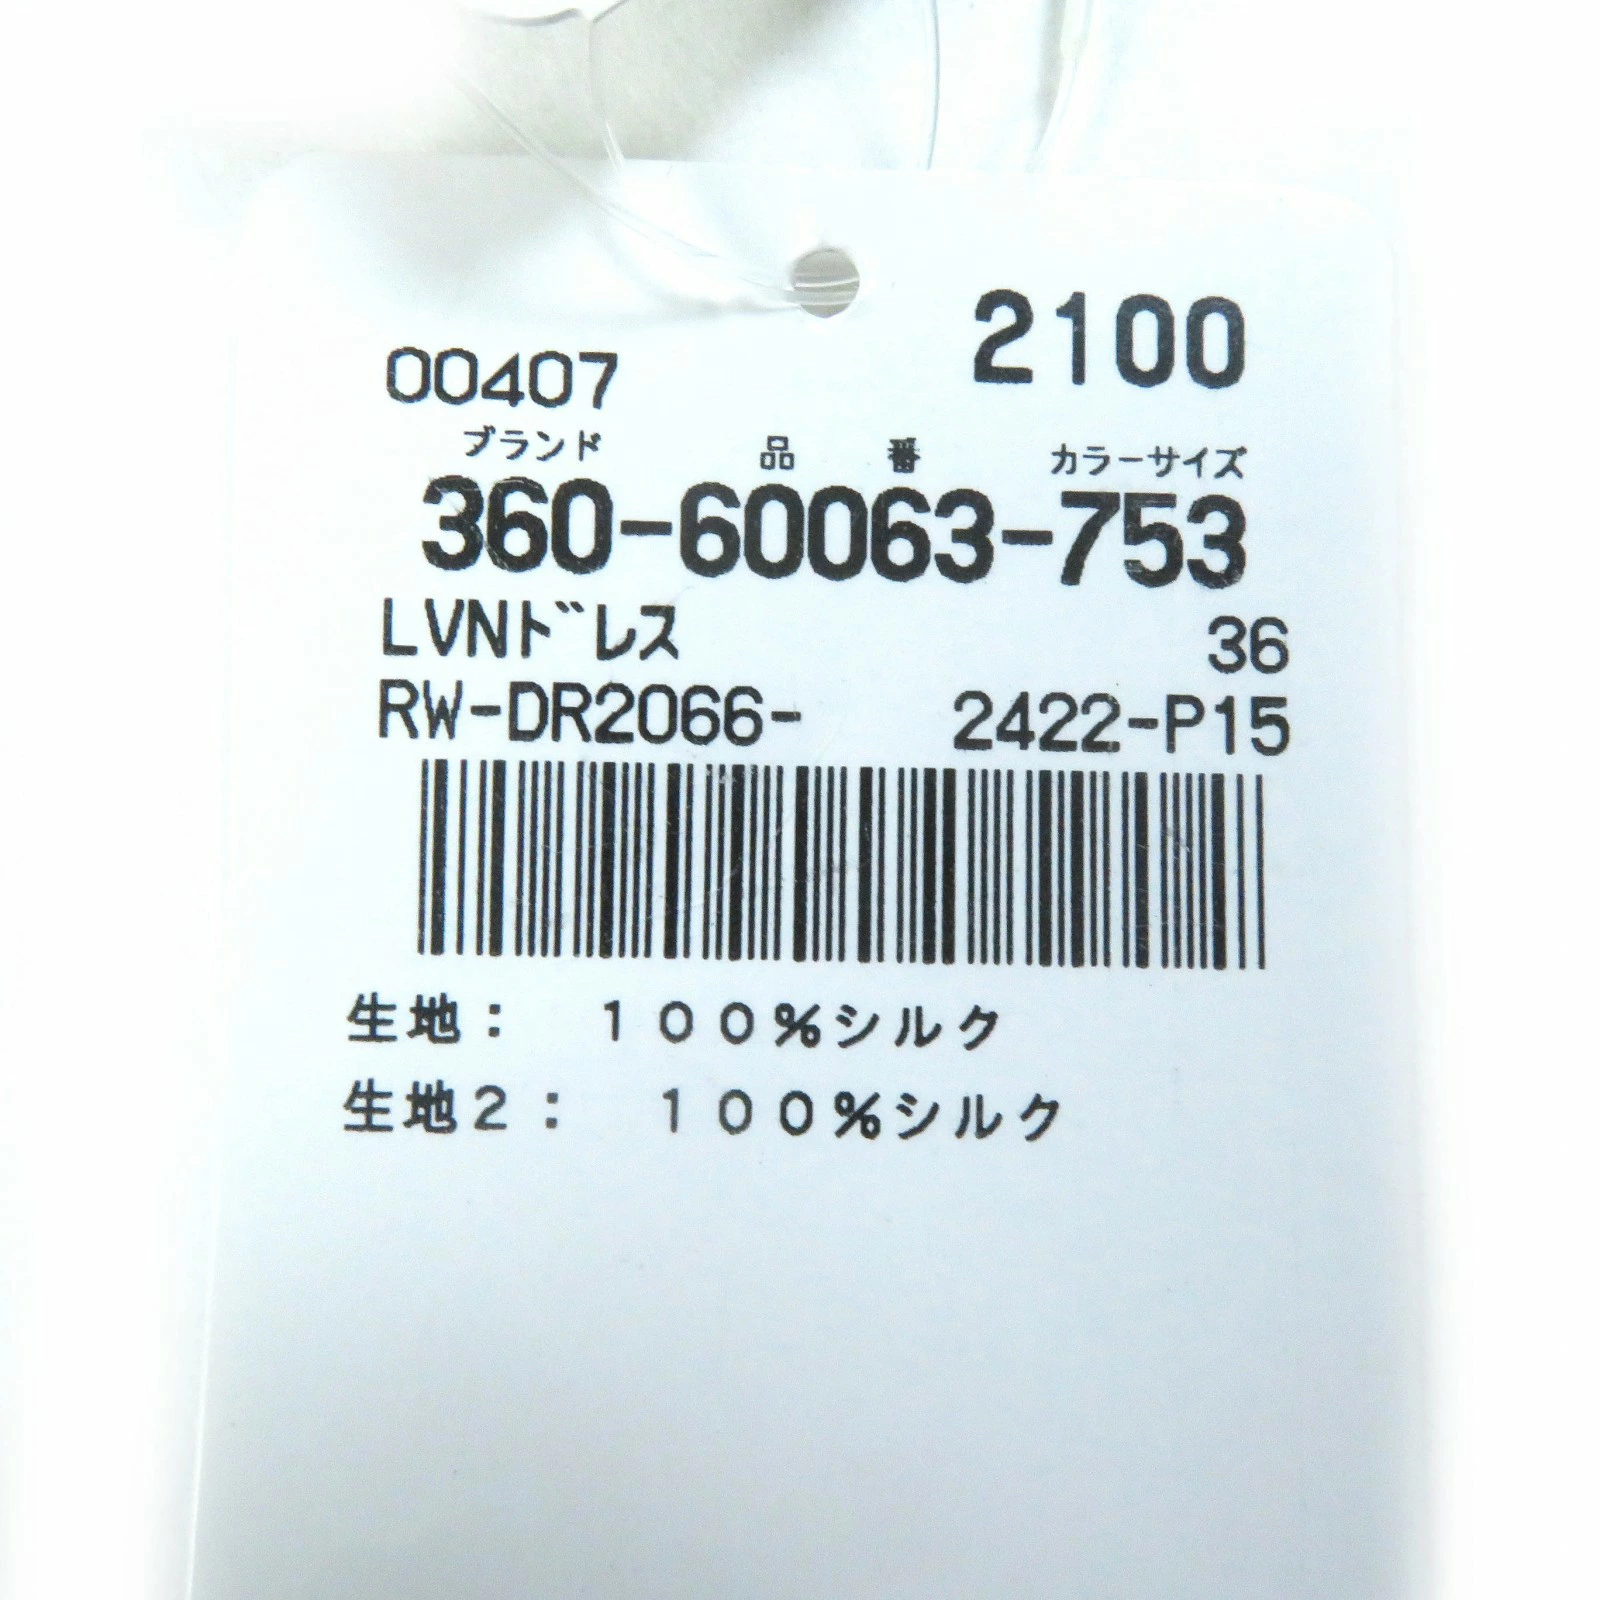 2100
00407
ブランド 品番 カラーサイズ
360-60063-753
LVNドレス 36
RW-DR2066- 2422-P15
生地： １００％シルク
生地２： １００％シルク